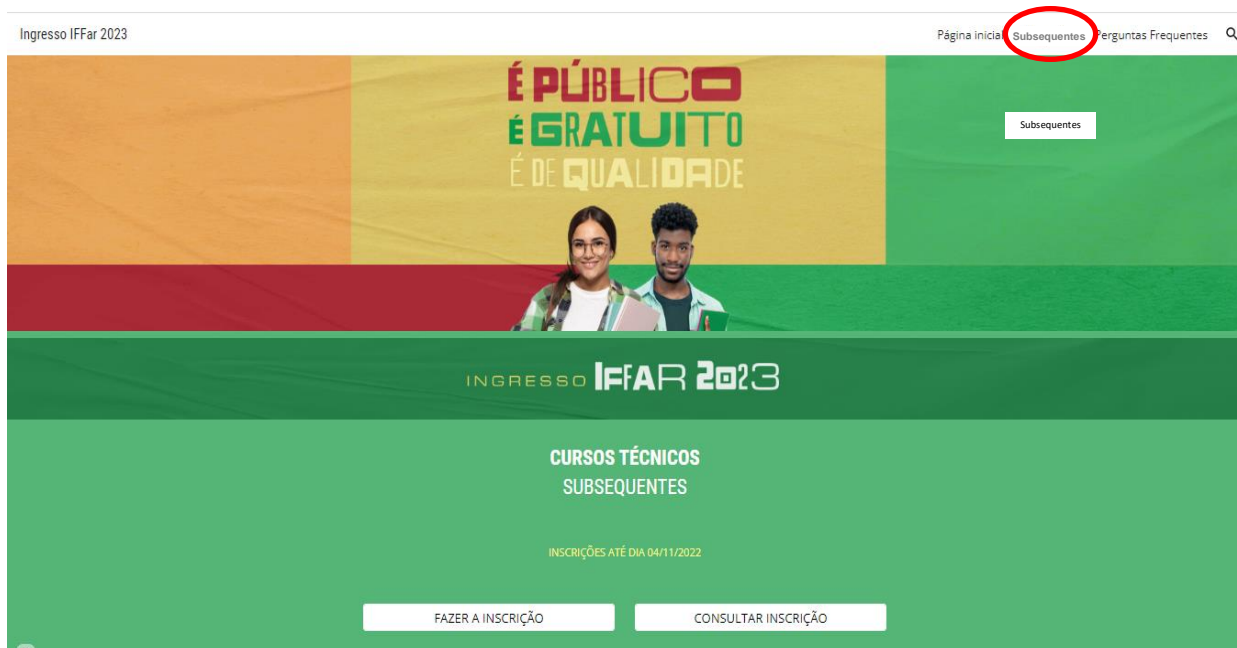 Ingresso IFFar 2023
Página inicial
Subsequentes
Perguntas Frequentes
É PÚBLICO
É GRATUITO
É DE QUALIDADE
Subsequentes
INGRESSO IFFAR 2023
CURSOS TÉCNICOS
SUBSEQUENTES
INSCRIÇÕES ATÉ DIA 04/11/2022
FAZER A INSCRIÇÃO
CONSULTAR INSCRIÇÃO